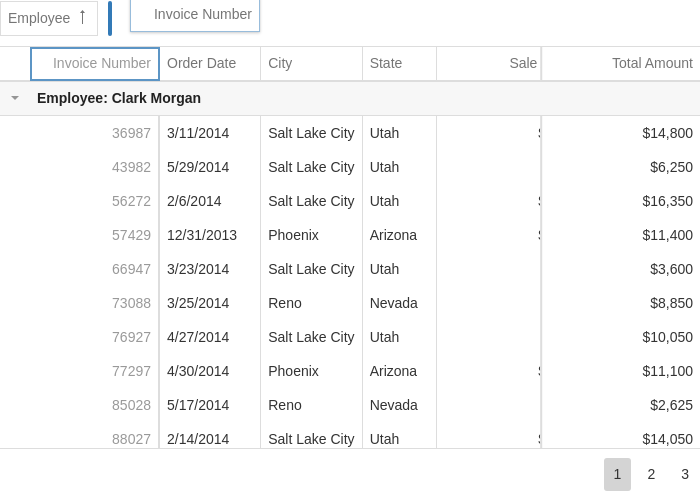 Employee ↑ Invoice Number
Invoice Number Order Date City State Sale Total Amount
Employee: Clark Morgan
36987 3/11/2014 Salt Lake City Utah $14,800
43982 5/29/2014 Salt Lake City Utah $6,250
56272 2/6/2014 Salt Lake City Utah $16,350
57429 12/31/2013 Phoenix Arizona $11,400
66947 3/23/2014 Salt Lake City Utah $3,600
73088 3/25/2014 Reno Nevada $8,850
76927 4/27/2014 Salt Lake City Utah $10,050
77297 4/30/2014 Phoenix Arizona $11,100
85028 5/17/2014 Reno Nevada $2,625
88027 2/14/2014 Salt Lake City Utah $14,050
1 2 3